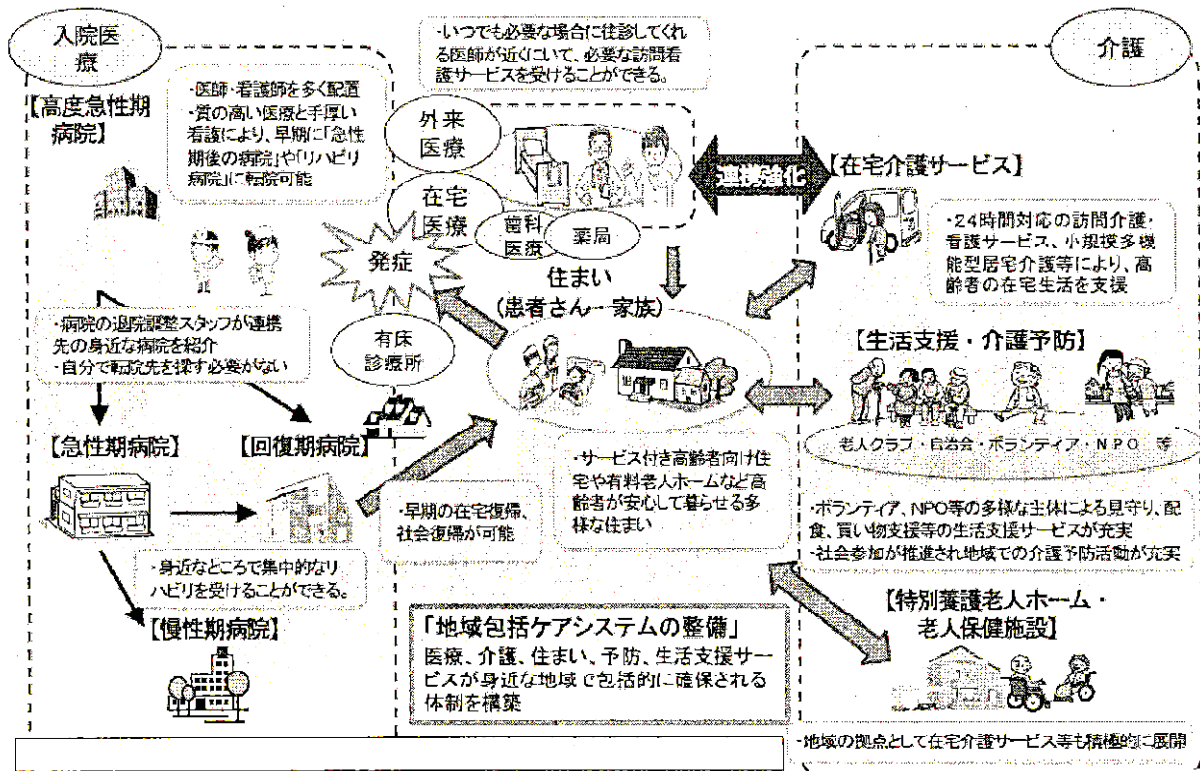 入院医
療
【高度急性期
病院】
・医師・看護師を多く配置
・質の高い医療と手厚い
看護により、早期に「急性
期後の病院」や「リハビリ
病院」に転院可能
・いつでも必要な場合に往診してくれ
る医師が近くにいて、必要な訪問看
護サービスを受けることができる。
外来
医療
在宅
医療
歯科
医療
薬局
連携強化
介護
【在宅介護サービス】
・24時間対応の訪問介護・
看護サービス、小規模多機
能型居宅介護等により、高
齢者の在宅生活を支援
発症
住まい
(患者さん・家族)
・病院の退院調整スタッフが連携
先の身近な病院を紹介
・自分で転院先を探す必要がない
有床
診療所
【生活支援・介護予防】
老人クラブ・自治会・ボランティア・NPO 等
【急性期病院】
【回復期病院】
・早期の在宅復帰、
社会復帰が可能
・サービス付き高齢者向け住
宅や有料老人ホームなど高
齢者が安心して暮らせる多
様な住まい
・ボランティア、NPO等の多様な主体による見守り、配
食、買い物支援等の生活支援サービスが充実
・社会参加が推進され地域での介護予防活動が充実
・身近なところで集中的なリ
ハビリを受けることができる。
【慢性期病院】
「地域包括ケアシステムの整備」
医療、介護、住まい、予防、生活支援サー
ビスが身近な地域で包括的に確保される
体制を構築
【特別養護老人ホーム・
老人保健施設】
・地域の拠点として在宅介護サービス等も積極的に展開